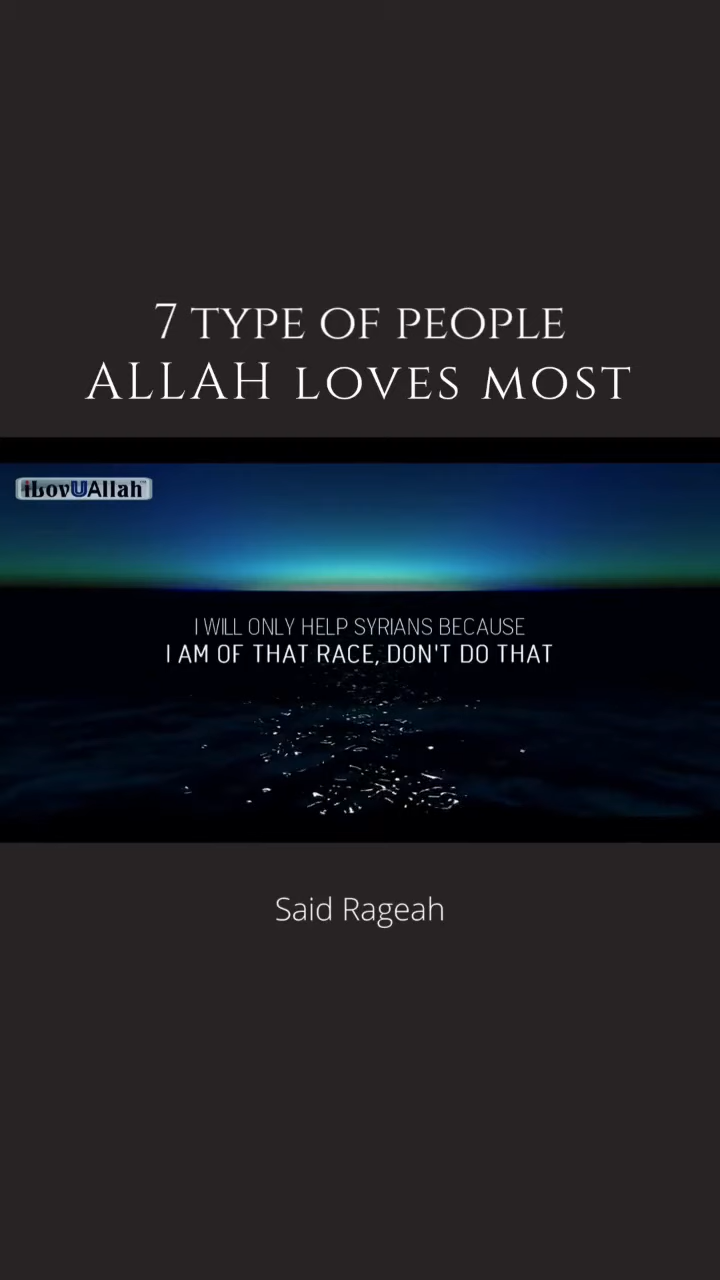 7 TYPE OF PEOPLE
ALLAH LOVES MOST
iLovUAllah™
I WILL ONLY HELP SYRIANS BECAUSE
I AM OF THAT RACE, DON'T DO THAT
Said Rageah